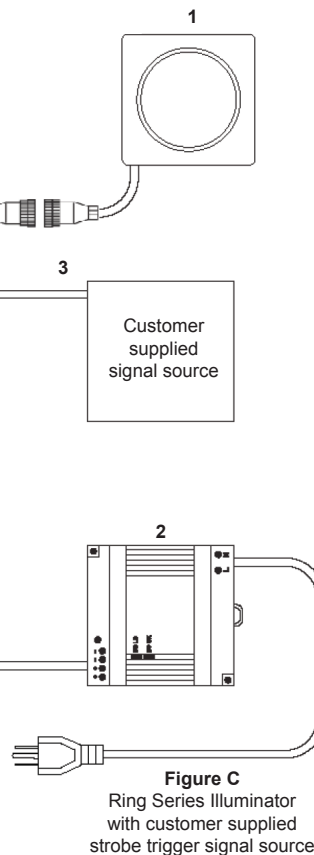 1
3
Customer
supplied
signal source
2
N
L
Figure C
Ring Series Illuminator
with customer supplied
strobe trigger signal source